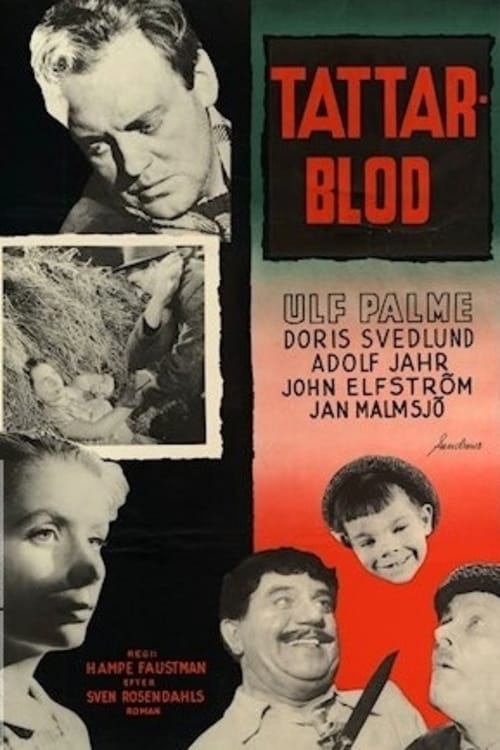 TATTAR-
BLOD
ULF PALME
DORIS SVEDLUND
ADOLF JAHR
JOHN ELFSTRÖM
JAN MALMSJÖ
Sandrews
REGI
HAMPE FAUSTMAN
EFTER
SVEN ROSENDAHLS
ROMAN